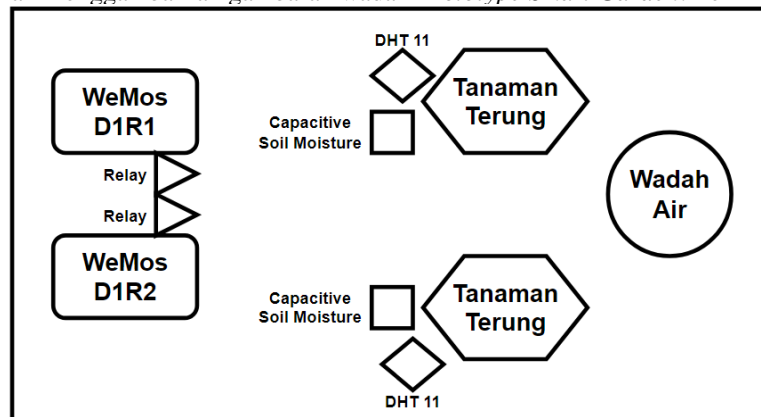 DHT 11
WeMos
D1R1
Tanaman
Terung
Capacitive
Soil Moisture
Relay
Wadah
Air
Relay
WeMos
D1R2
Capacitive
Soil Moisture
Tanaman
Terung
DHT 11